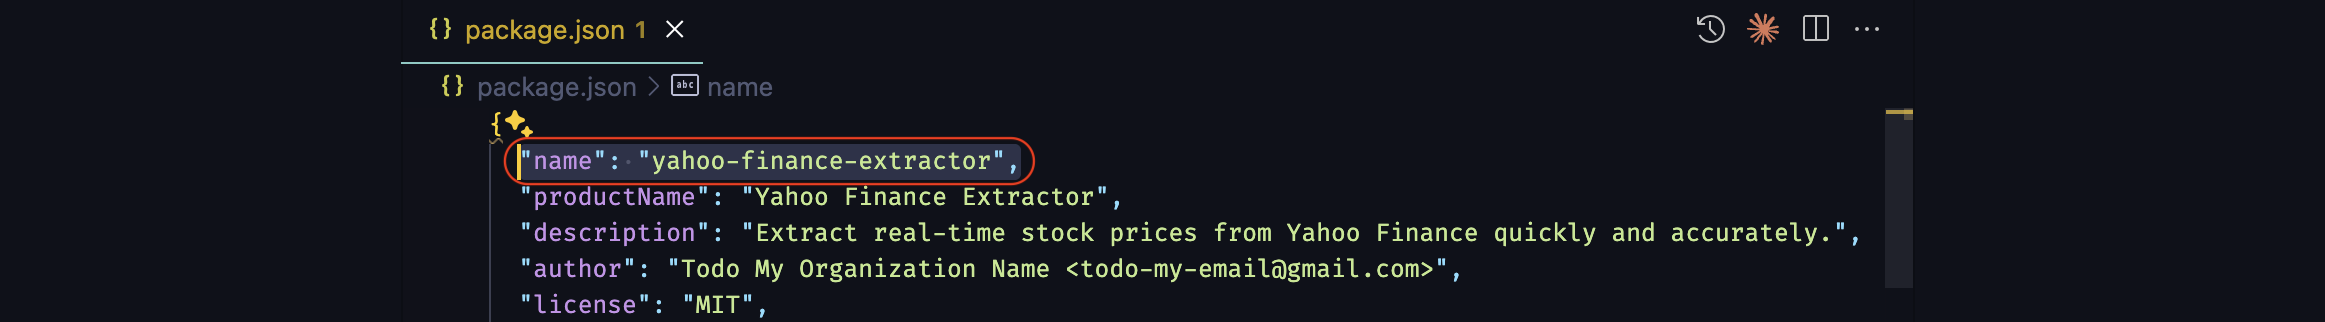 {} package.json 1 ×
{} package.json > abc name
{
"name": "yahoo-finance-extractor",
"productName": "Yahoo Finance Extractor",
"description": "Extract real-time stock prices from Yahoo Finance quickly and accurately.",
"author": "Todo My Organization Name <todo-my-email@gmail.com>",
"license": "MIT",